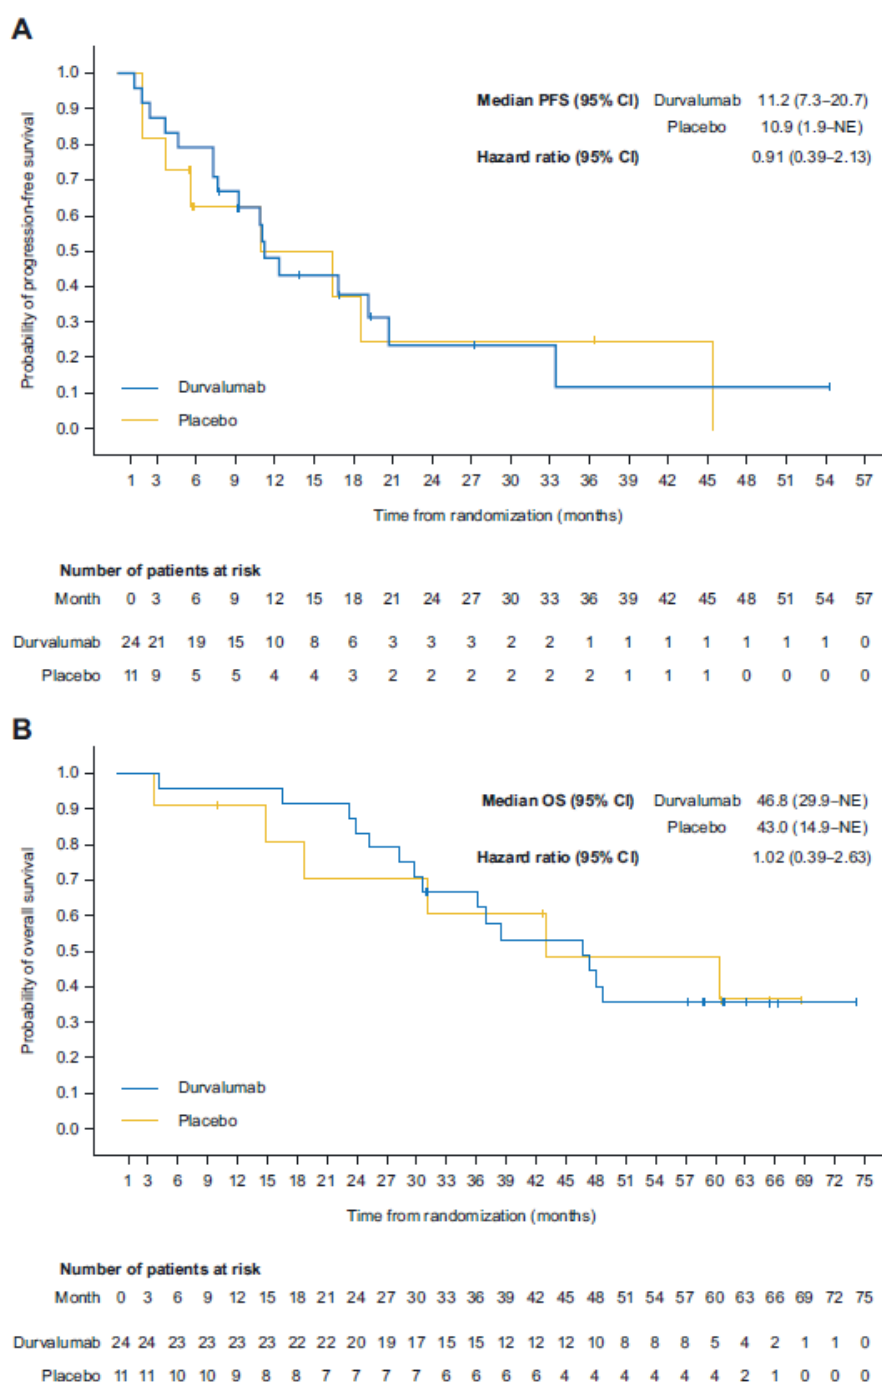 A
Probability of progression-free survival
1.0
0.9
0.8
0.7
0.6
0.5
0.4
0.3
0.2
0.1
0.0
Median PFS (95% CI) Durvalumab 11.2 (7.3–20.7)
Placebo 10.9 (1.9–NE)
Hazard ratio (95% CI) 0.91 (0.39–2.13)
Durvalumab
Placebo
1 3 6 9 12 15 18 21 24 27 30 33 36 39 42 45 48 51 54 57
Time from randomization (months)
Number of patients at risk
Month 0 3 6 9 12 15 18 21 24 27 30 33 36 39 42 45 48 51 54 57
Durvalumab 24 21 19 15 10 8 6 3 3 3 2 2 1 1 1 1 1 1 1 0
Placebo 11 9 5 5 4 4 3 2 2 2 2 2 2 1 1 1 0 0 0 0
B
Probability of overall survival
1.0
0.9
0.8
0.7
0.6
0.5
0.4
0.3
0.2
0.1
0.0
Median OS (95% CI) Durvalumab 46.8 (29.9–NE)
Placebo 43.0 (14.9–NE)
Hazard ratio (95% CI) 1.02 (0.39–2.63)
Durvalumab
Placebo
1 3 6 9 12 15 18 21 24 27 30 33 36 39 42 45 48 51 54 57 60 63 66 69 72 75
Time from randomization (months)
Number of patients at risk
Month 0 3 6 9 12 15 18 21 24 27 30 33 36 39 42 45 48 51 54 57 60 63 66 69 72 75
Durvalumab 24 24 23 23 23 23 22 22 20 19 17 15 15 12 12 12 10 8 8 8 5 4 2 1 1 0
Placebo 11 11 10 10 9 8 8 7 7 7 7 6 6 6 6 4 4 4 4 4 4 2 1 0 0 0